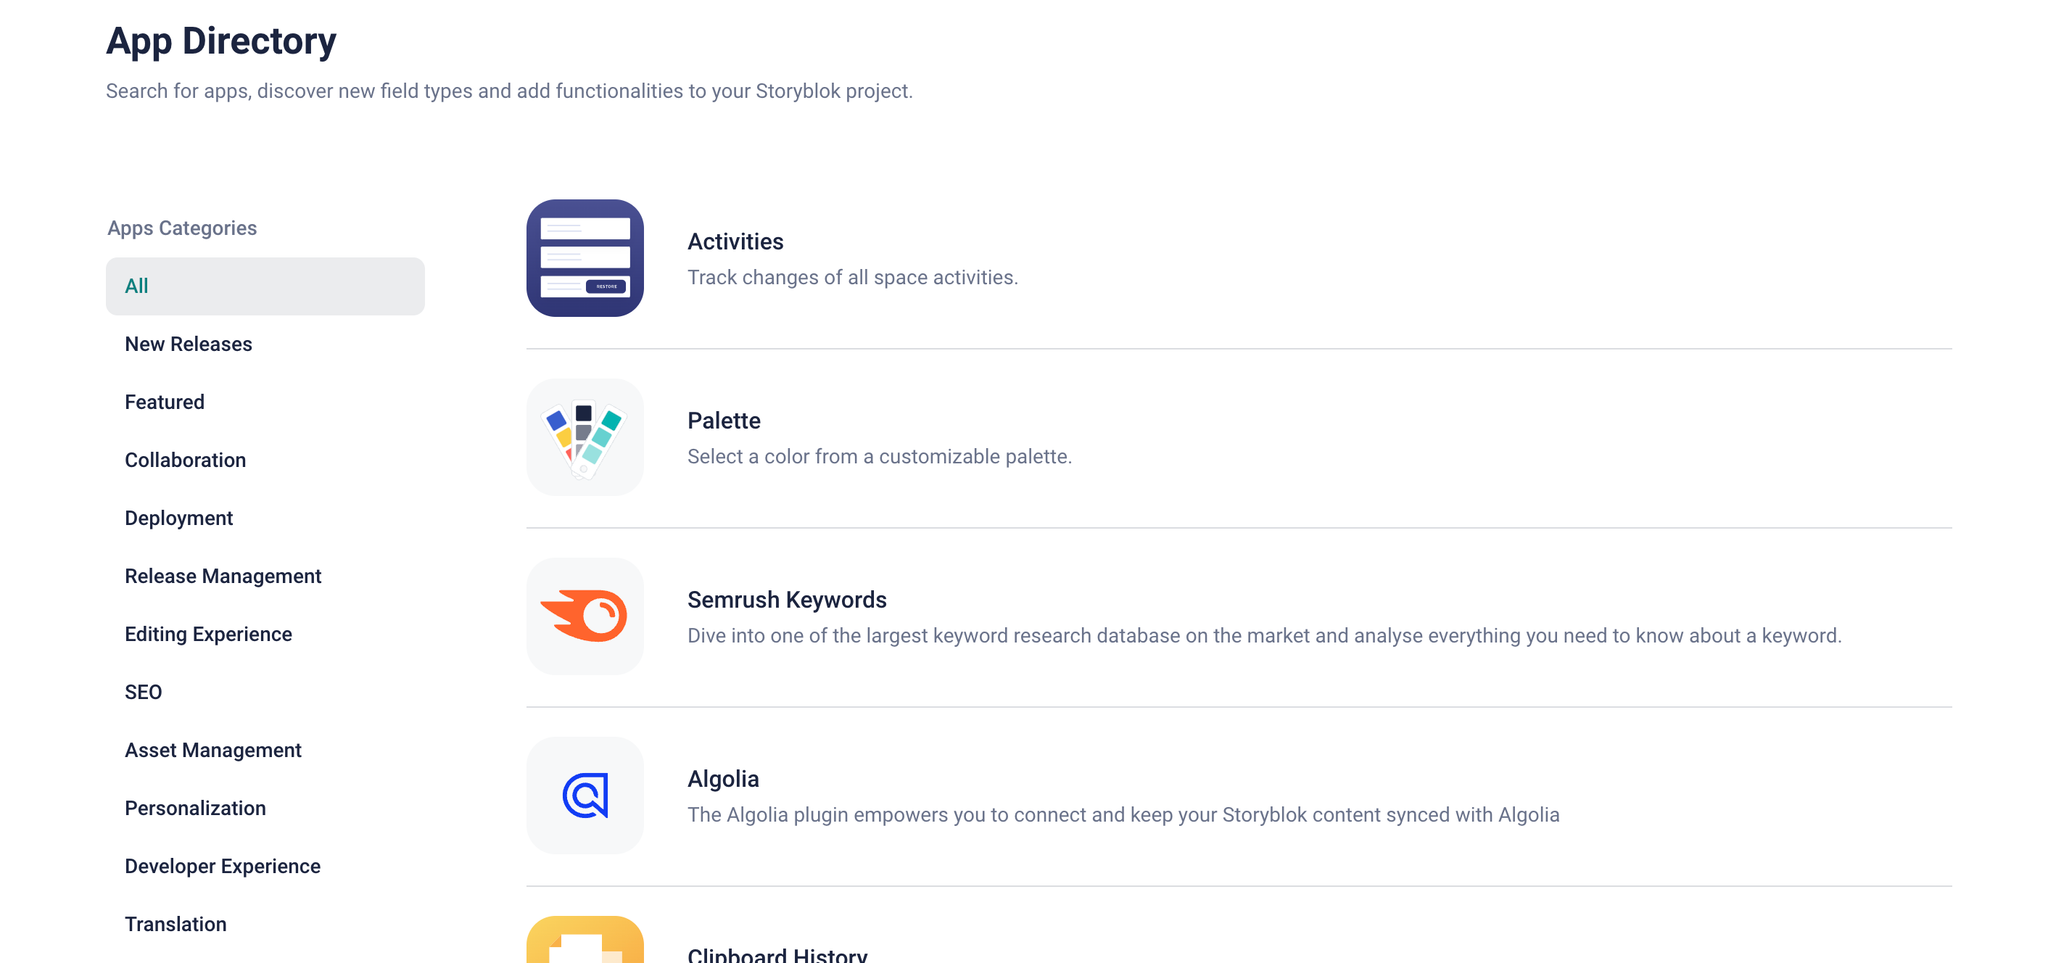 App Directory
Search for apps, discover new field types and add functionalities to your Storyblok project.
Apps Categories
All
New Releases
Featured
Collaboration
Deployment
Release Management
Editing Experience
SEO
Asset Management
Personalization
Developer Experience
Translation
RESTORE
Activities
Track changes of all space activities.
Palette
Select a color from a customizable palette.
Semrush Keywords
Dive into one of the largest keyword research database on the market and analyse everything you need to know about a keyword.
Algolia
The Algolia plugin empowers you to connect and keep your Storyblok content synced with Algolia
Clipboard History